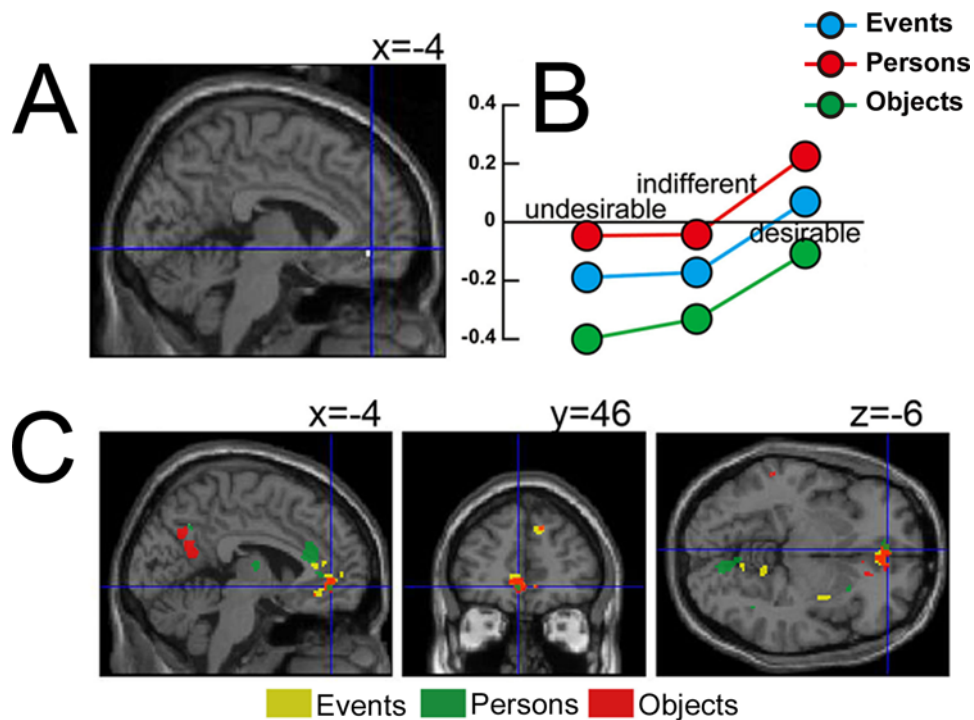 A
x=-4
B
Events
Persons
Objects
0.4
0.2
0
-0.2
-0.4
undesirable
indifferent
desirable
C
x=-4
y=46
z=-6
Events Persons Objects